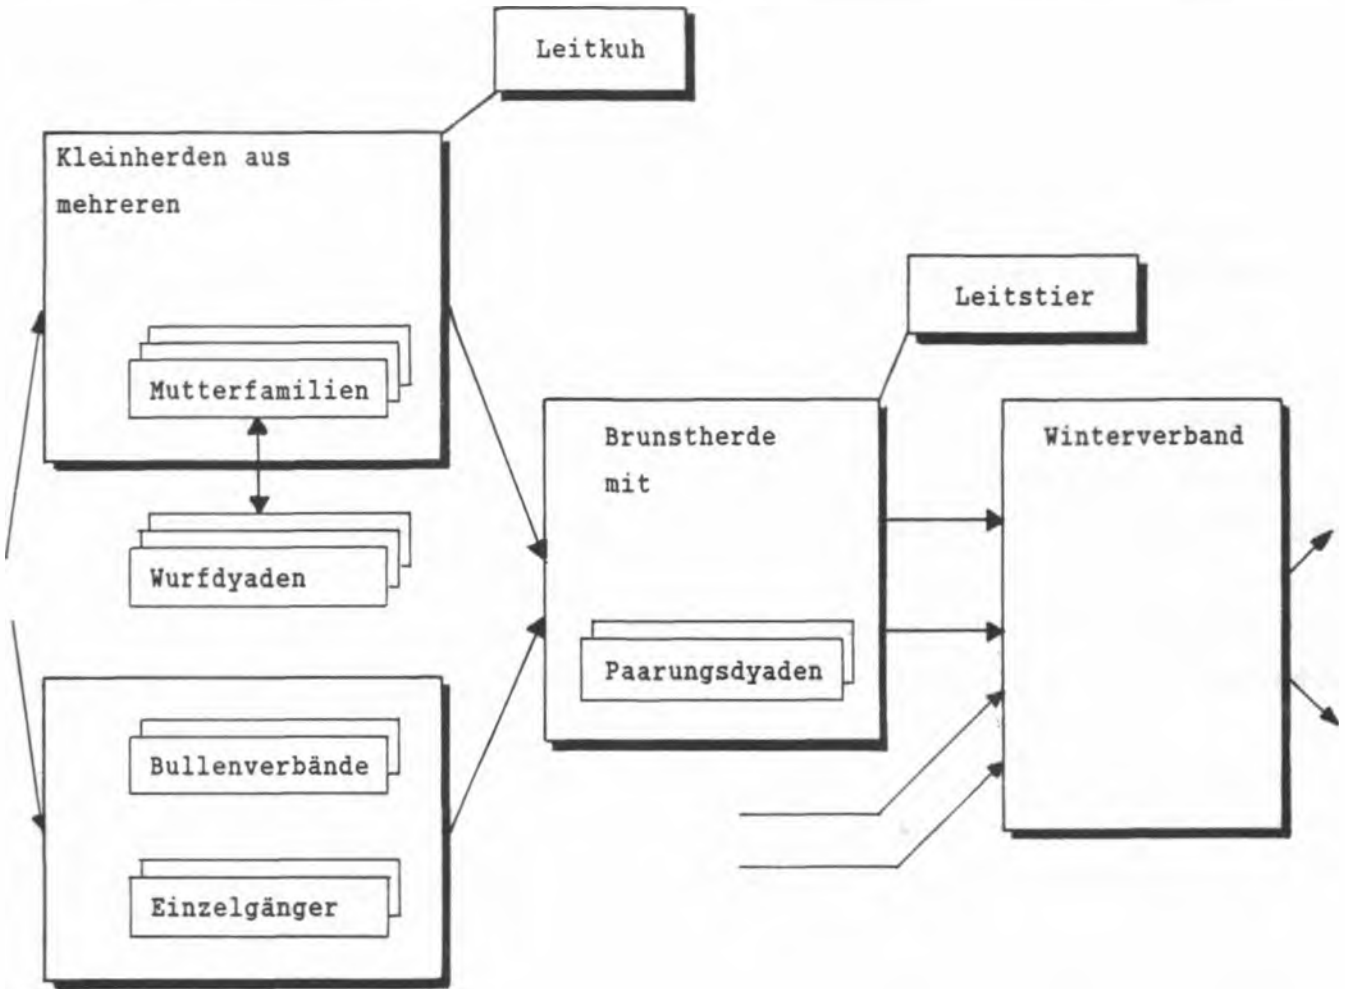 Leitkuh
Kleinherden aus
mehreren
Mutterfamilien
Wurfdyaden
Bullenverbände
Einzelgänger
Leitstier
Brunstherde
mit
Paarungsdyaden
Winterverband